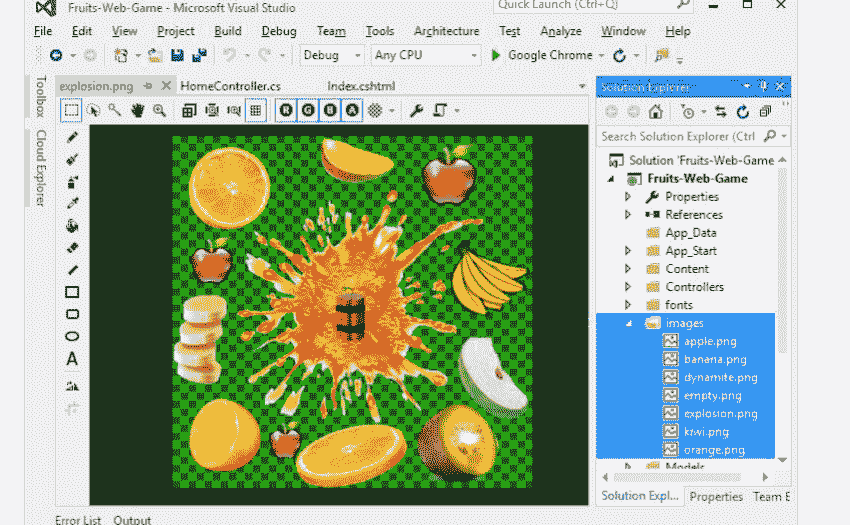 Fruits-Web-Game - Microsoft Visual Studio
Quick Launch (Ctrl+Q)
File Edit View Project Build Debug Team Tools Architecture Test Analyze Window Help
Debug Any CPU Google Chrome
explosion.png HomeController.cs Index.cshtml
Solution Explorer
Toolbox
Cloud Explorer
Search Solution Explorer (Ctrl
Solution 'Fruits-Web-Game
Fruits-Web-Game
Properties
References
App_Data
App_Start
Content
Controllers
fonts
images
apple.png
banana.png
dynamite.png
empty.png
explosion.png
kiwi.png
orange.png
Models
Solution Expl... Properties Team E
Error List Output